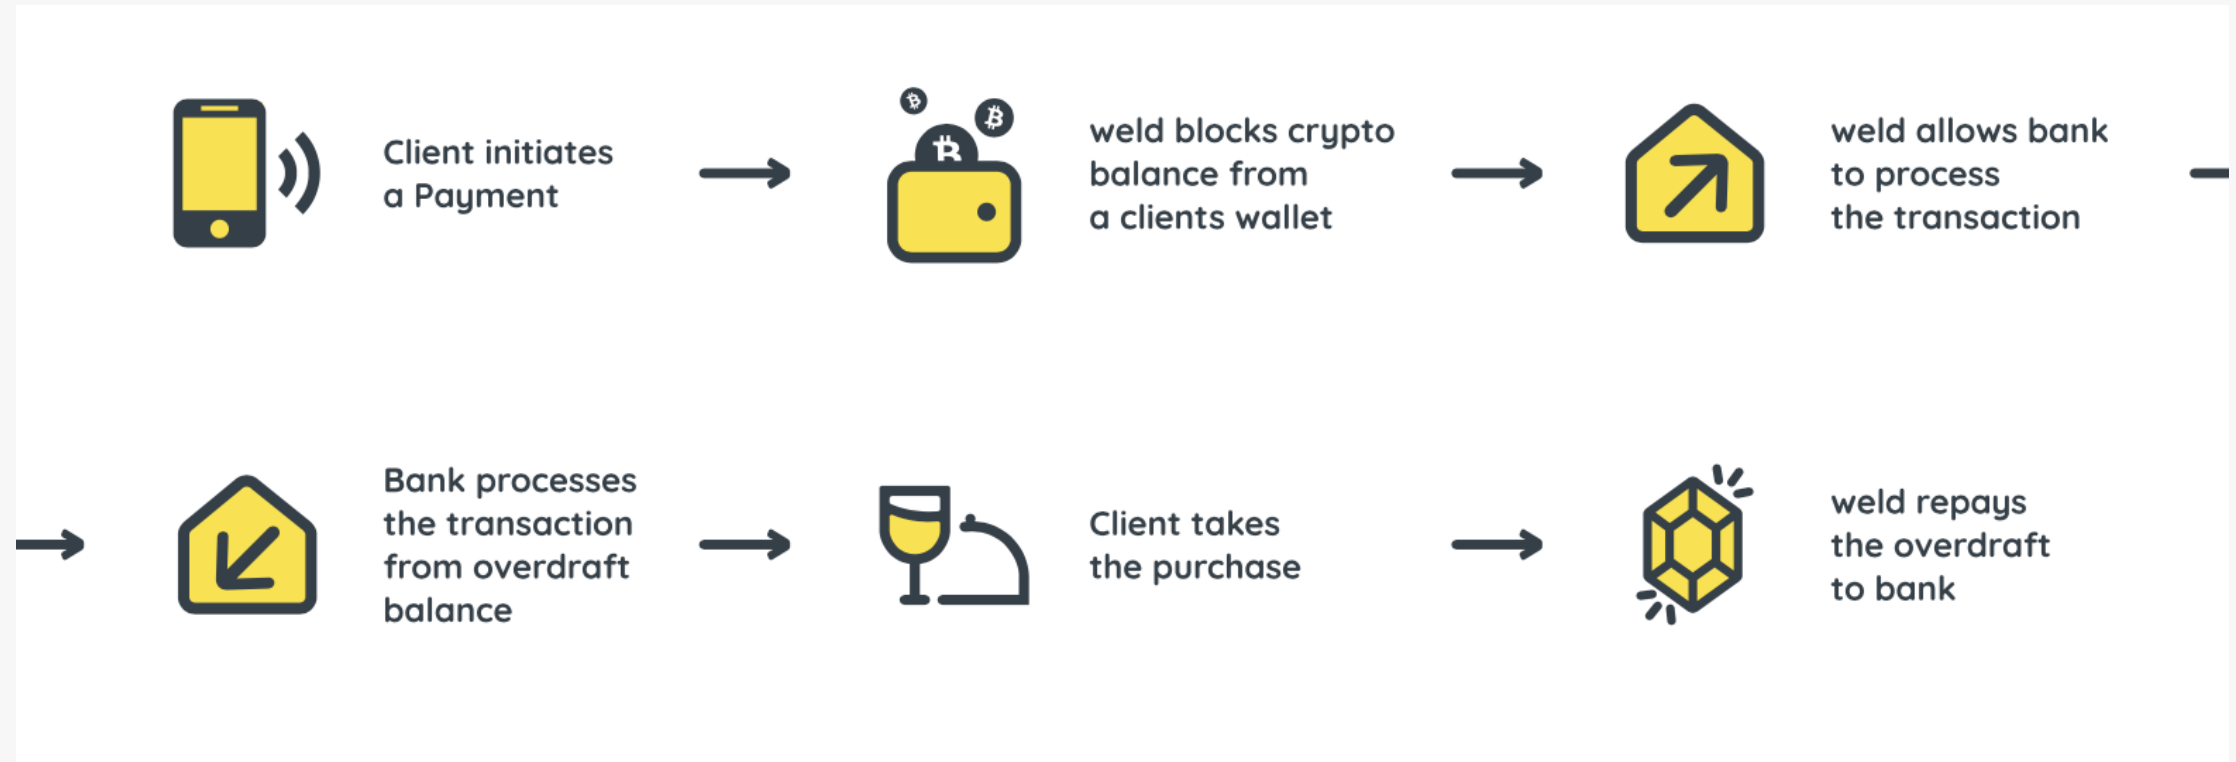 Client initiates
a Payment
weld blocks crypto
balance from
a clients wallet
weld allows bank
to process
the transaction
Bank processes
the transaction
from overdraft
balance
Client takes
the purchase
weld repays
the overdraft
to bank